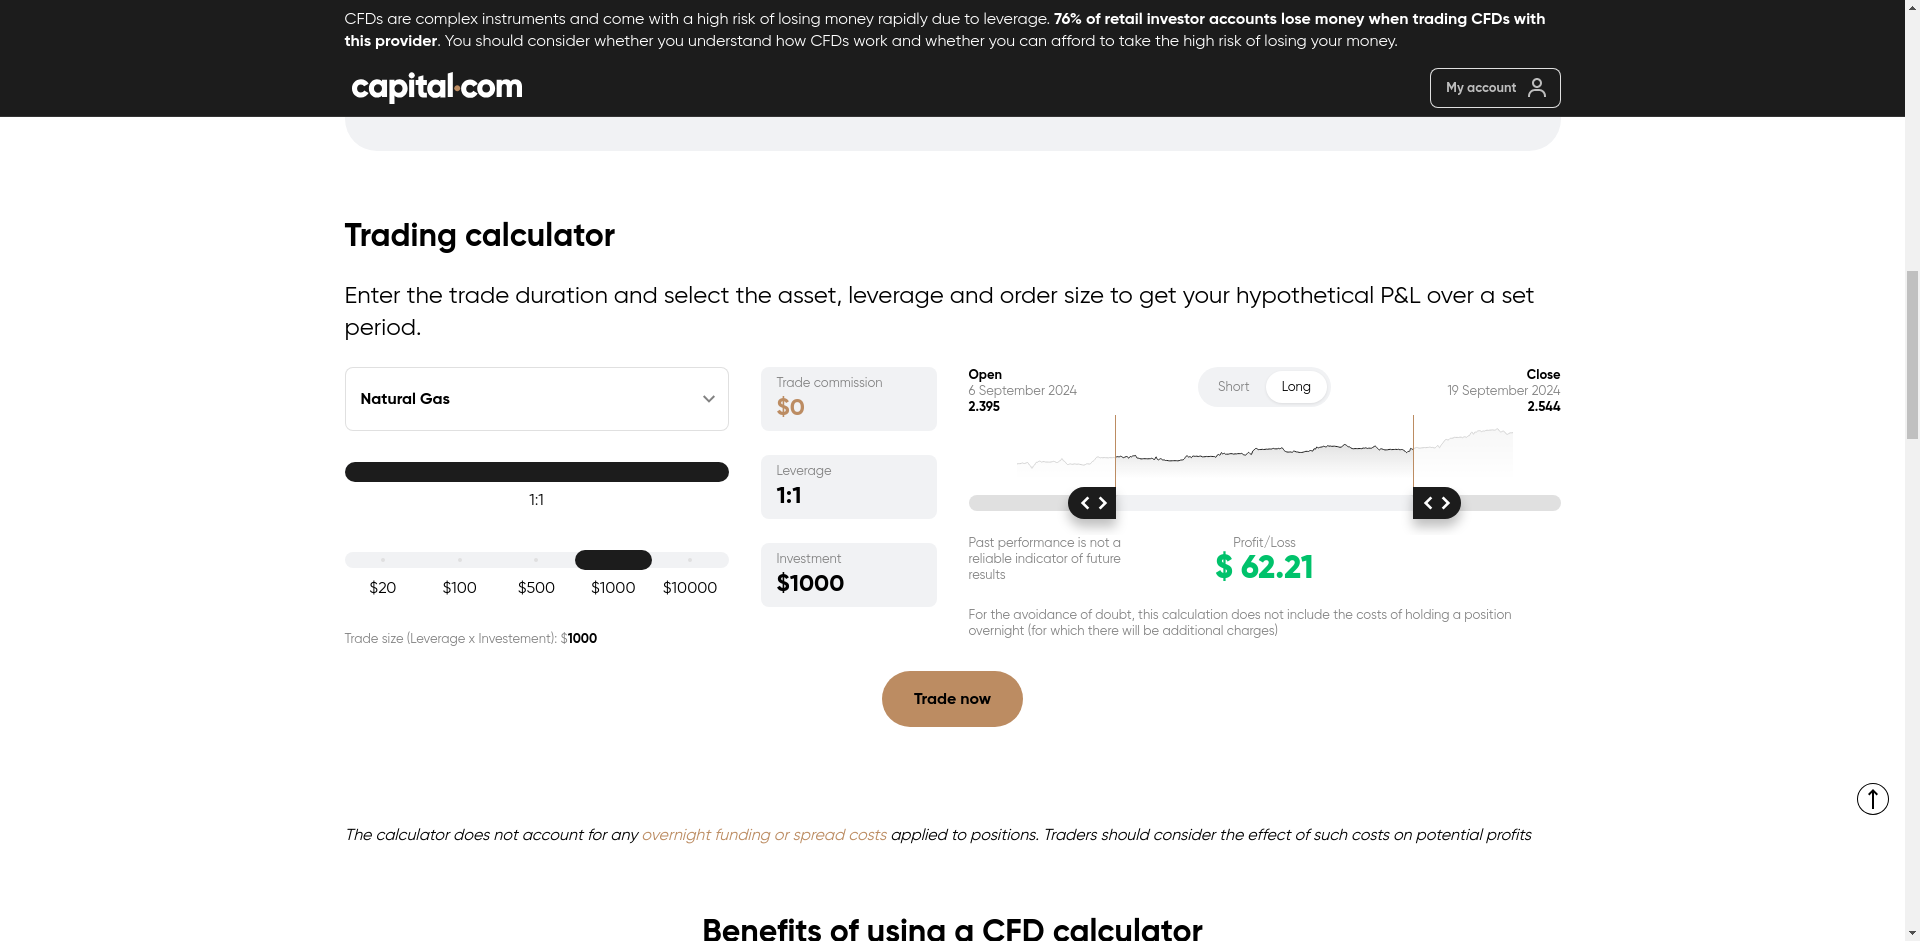 CFDs are complex instruments and come with a high risk of losing money rapidly due to leverage. 76% of retail investor accounts lose money when trading CFDs with
this provider. You should consider whether you understand how CFDs work and whether you can afford to take the high risk of losing your money.
capital.com
My account
Trading calculator
Enter the trade duration and select the asset, leverage and order size to get your hypothetical P&L over a set
period.
Natural Gas
1:1
$20 $100 $500 $1000 $10000
Trade size (Leverage x Investement): $1000
Trade commission
$0
Leverage
1:1
Investment
$1000
Open
6 September 2024
2.395
Short Long
Close
19 September 2024
2.544
Past performance is not a
reliable indicator of future
results
Profit/Loss
$ 62.21
For the avoidance of doubt, this calculation does not include the costs of holding a position
overnight (for which there will be additional charges)
Trade now
The calculator does not account for any overnight funding or spread costs applied to positions. Traders should consider the effect of such costs on potential profits
Benefits of using a CFD calculator